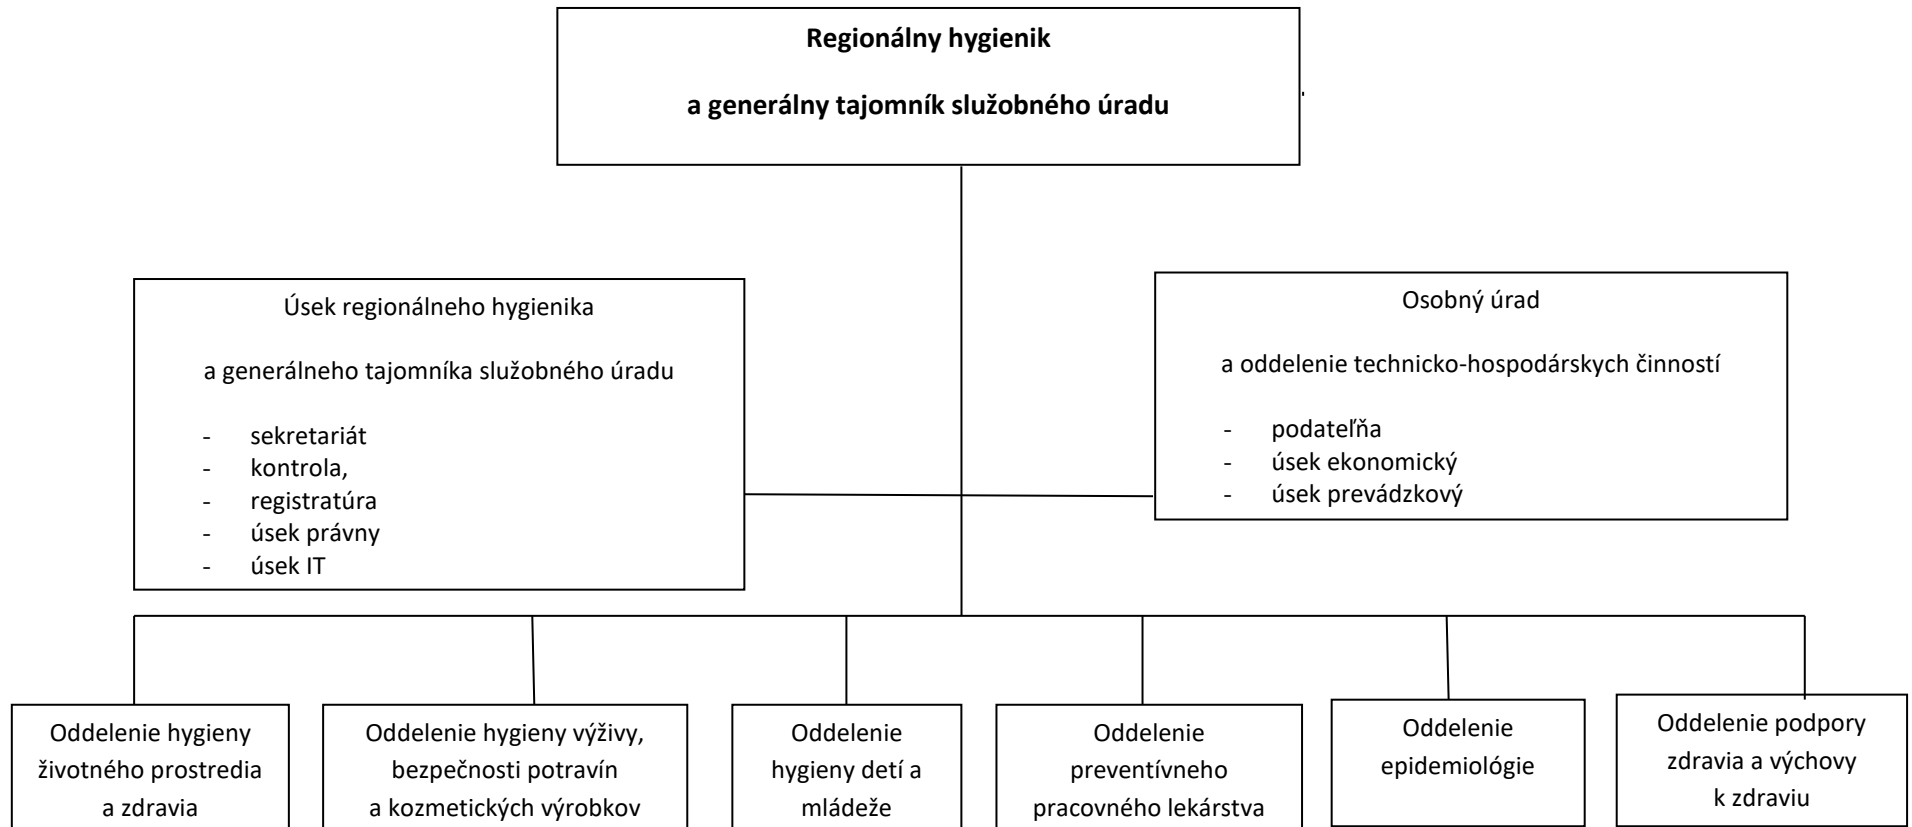 Regionálny hygienik
a generálny tajomník služobného úradu
Úsek regionálneho hygienika
a generálneho tajomníka služobného úradu
- sekretariát
- kontrola,
- registratúra
- úsek právny
- úsek IT
Osobný úrad
a oddelenie technicko-hospodárskych činností
- podateľňa
- úsek ekonomický
- úsek prevádzkový
Oddelenie hygieny
životného prostredia
a zdravia
Oddelenie hygieny výživy,
bezpečnosti potravín
a kozmetických výrobkov
Oddelenie
hygieny detí a
mládeže
Oddelenie
preventívneho
pracovného lekárstva
Oddelenie
epidemiológie
Oddelenie podpory
zdravia a výchovy
k zdraviu